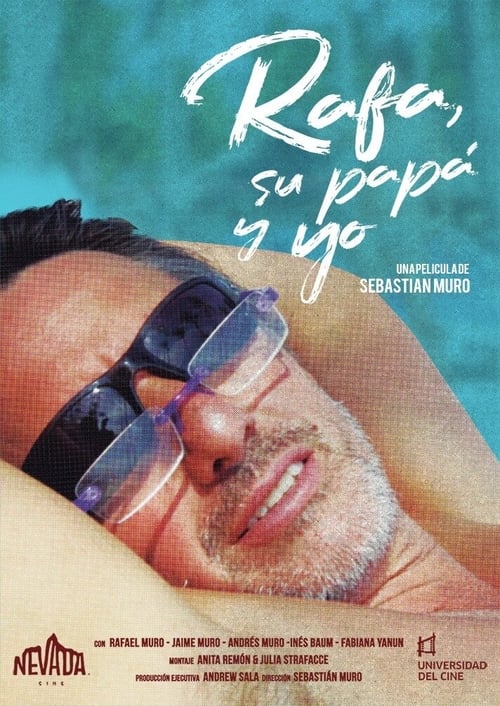 Rafa,
su papá
y yo
UNA PELICULA DE
SEBASTIAN MURO
CON RAFAEL MURO - JAIME MURO - ANDRÉS MURO -INÉS BAUM - FABIANA YANUN
MONTAJE ANITA REMÓN & JULIA STRAFACCE
PRODUCCIÓN EJECUTIVA ANDREW SALA DIRECCIÓN SEBASTIÁN MURO
NEVADA
CINE
UNIVERSIDAD
DEL CINE